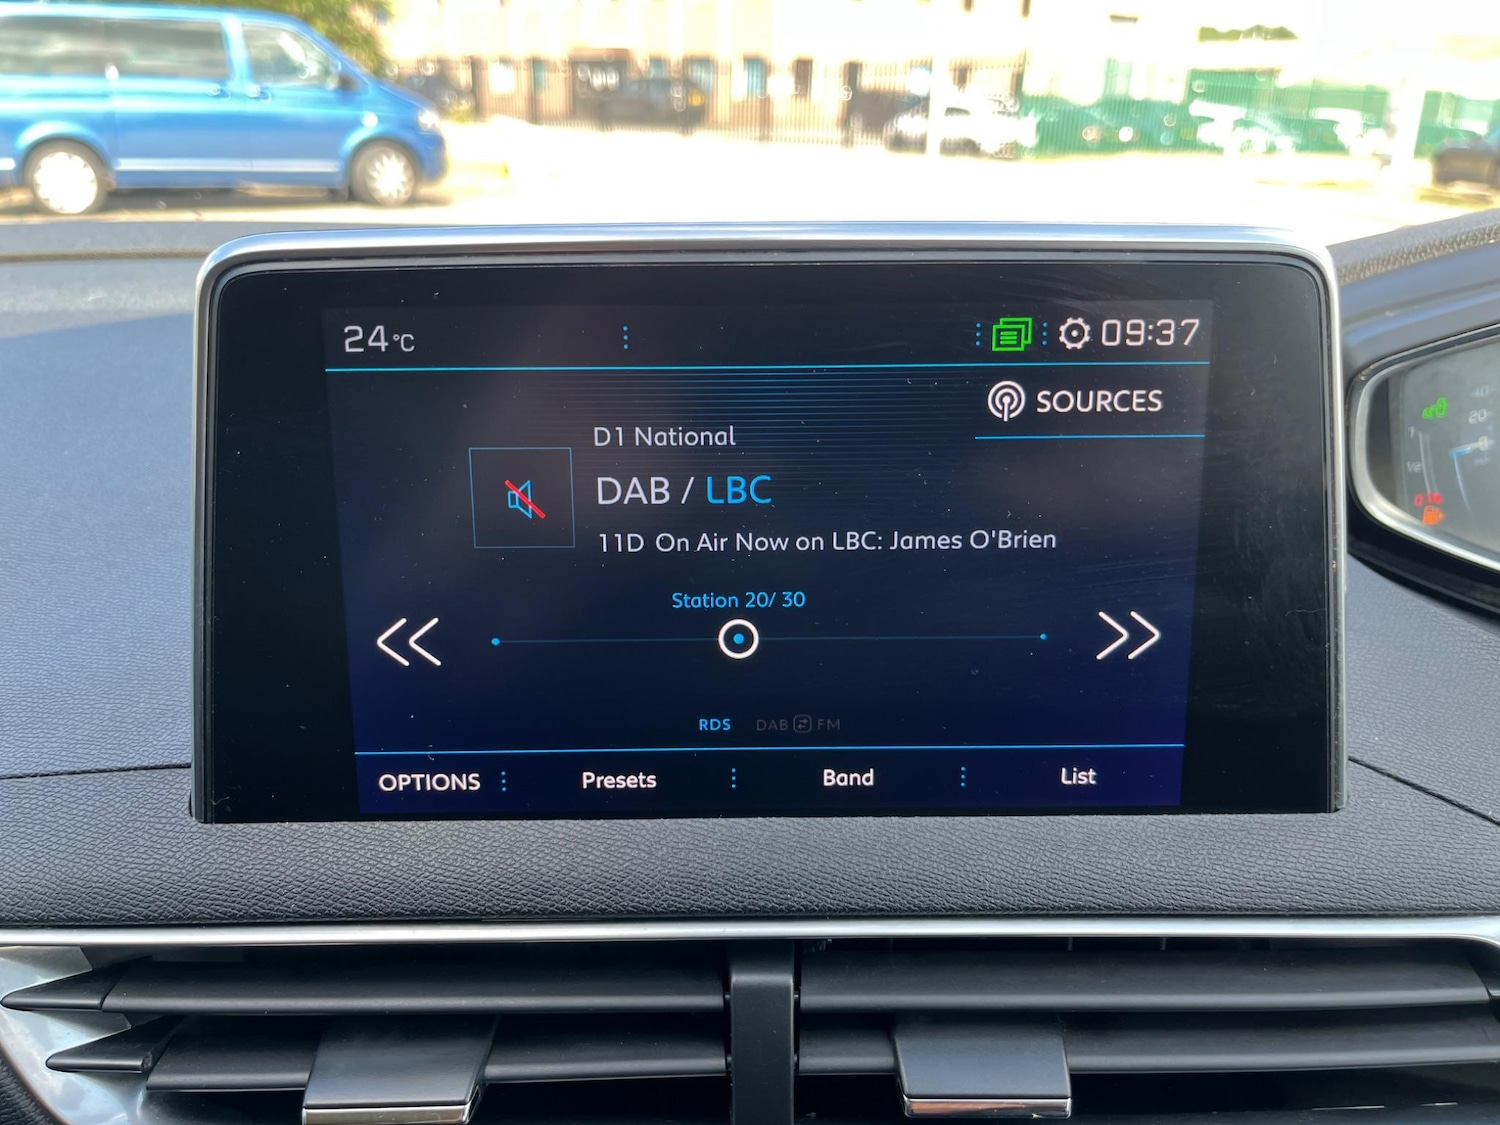 24°C
09:37
SOURCES
D1 National
DAB / LBC
11D On Air Now on LBC: James O'Brien
Station 20/ 30
RDS DAB FM
OPTIONS Presets Band List